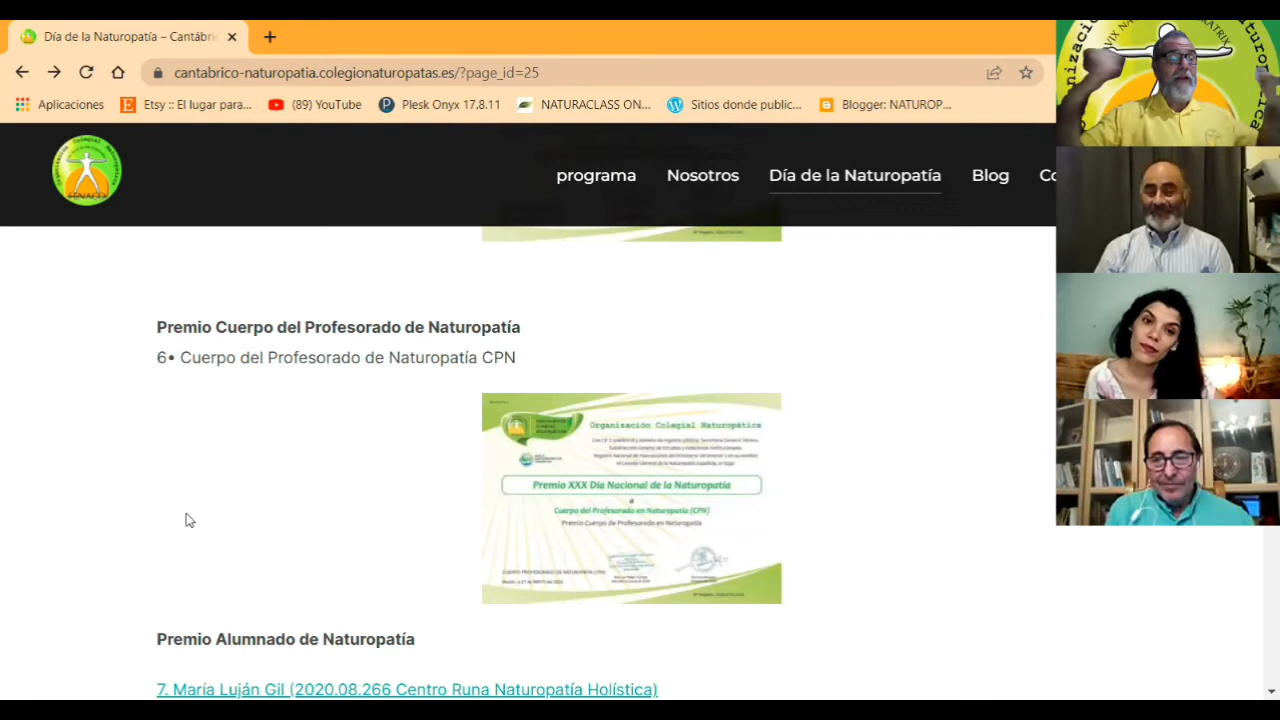 Día de la Naturopatía – Cantábric
cantabrico-naturopatia.colegionaturopatas.es/?page_id=25
Aplicaciones
Etsy :: El lugar para...
(89) YouTube
Plesk Onyx 17.8.11
NATURACLASS ON...
Sitios donde public...
Blogger: NATUROP...
programa
Nosotros
Día de la Naturopatía
Blog
Co
Premio Cuerpo del Profesorado de Naturopatía
6• Cuerpo del Profesorado de Naturopatía CPN
Organización Colegial Naturopática
Premio XXX Día Nacional de la Naturopatía
a
Cuerpo del Profesorado en Naturopatía (CPN)
Premio Cuerpo de Profesorado en Naturopatía
Premio Alumnado de Naturopatía
7. María Luján Gil (2020.08.266 Centro Runa Naturopatía Holística)